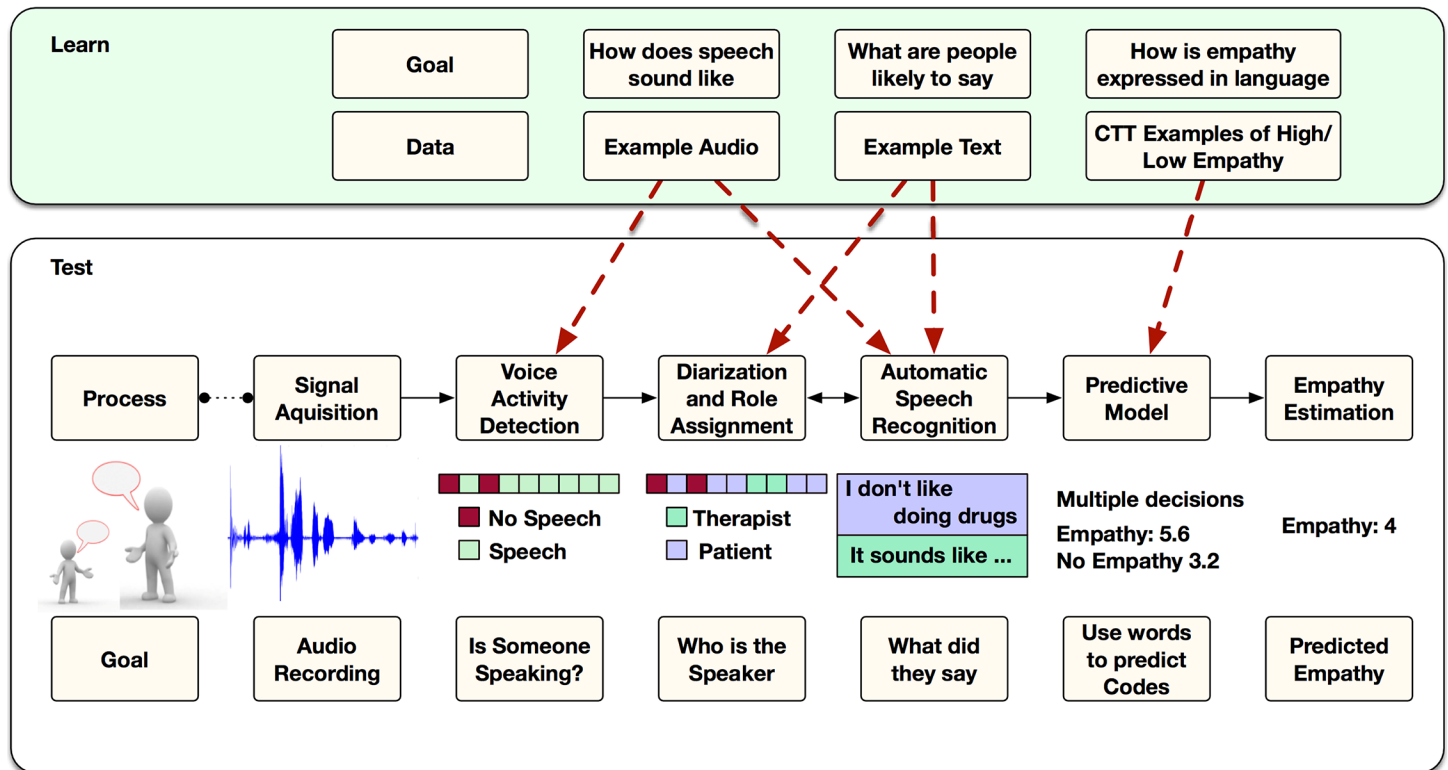 Learn
Goal
How does speech
sound like
What are people
likely to say
How is empathy
expressed in language
Data
Example Audio
Example Text
CTT Examples of High/
Low Empathy
Test
Process
Signal
Aquisition
Voice
Activity
Detection
Diarization
and Role
Assignment
Automatic
Speech
Recognition
Predictive
Model
Empathy
Estimation
No Speech
Speech
Therapist
Patient
I don't like
doing drugs
It sounds like ...
Multiple decisions
Empathy: 5.6
No Empathy 3.2
Empathy: 4
Goal
Audio
Recording
Is Someone
Speaking?
Who is the
Speaker
What did
they say
Use words
to predict
Codes
Predicted
Empathy